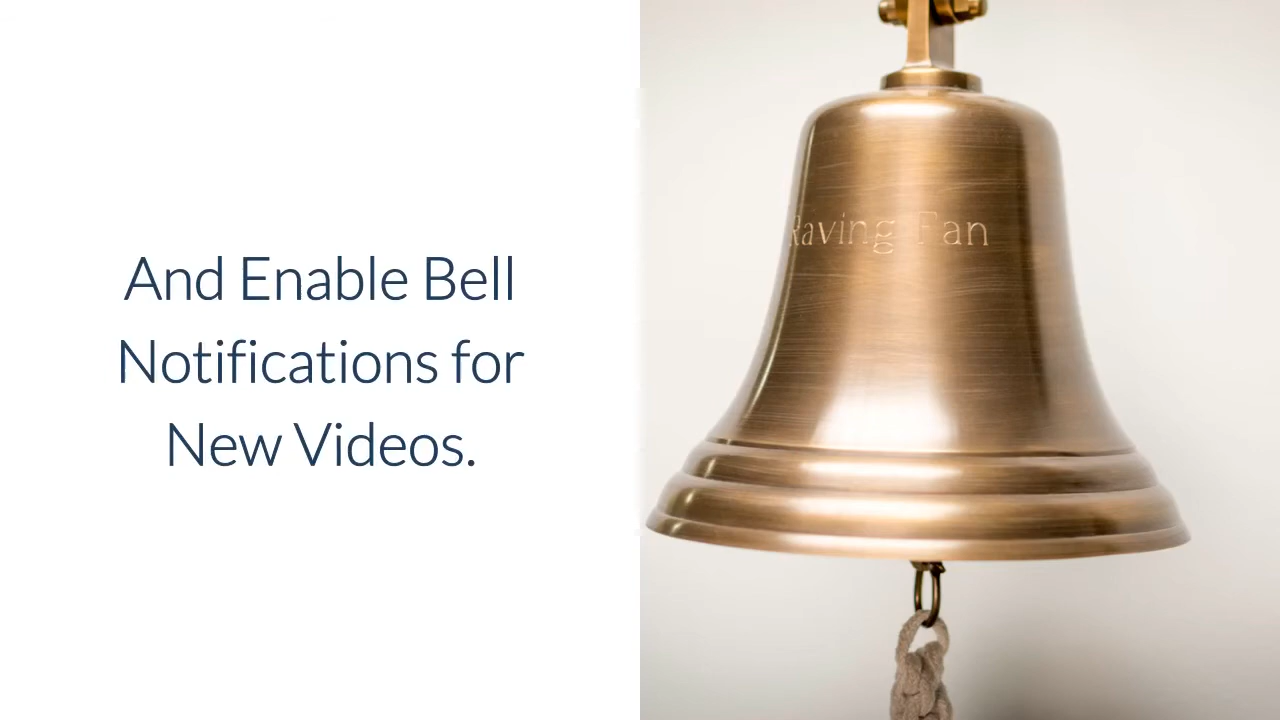 And Enable Bell
Notifications for
New Videos.
Raving Fan